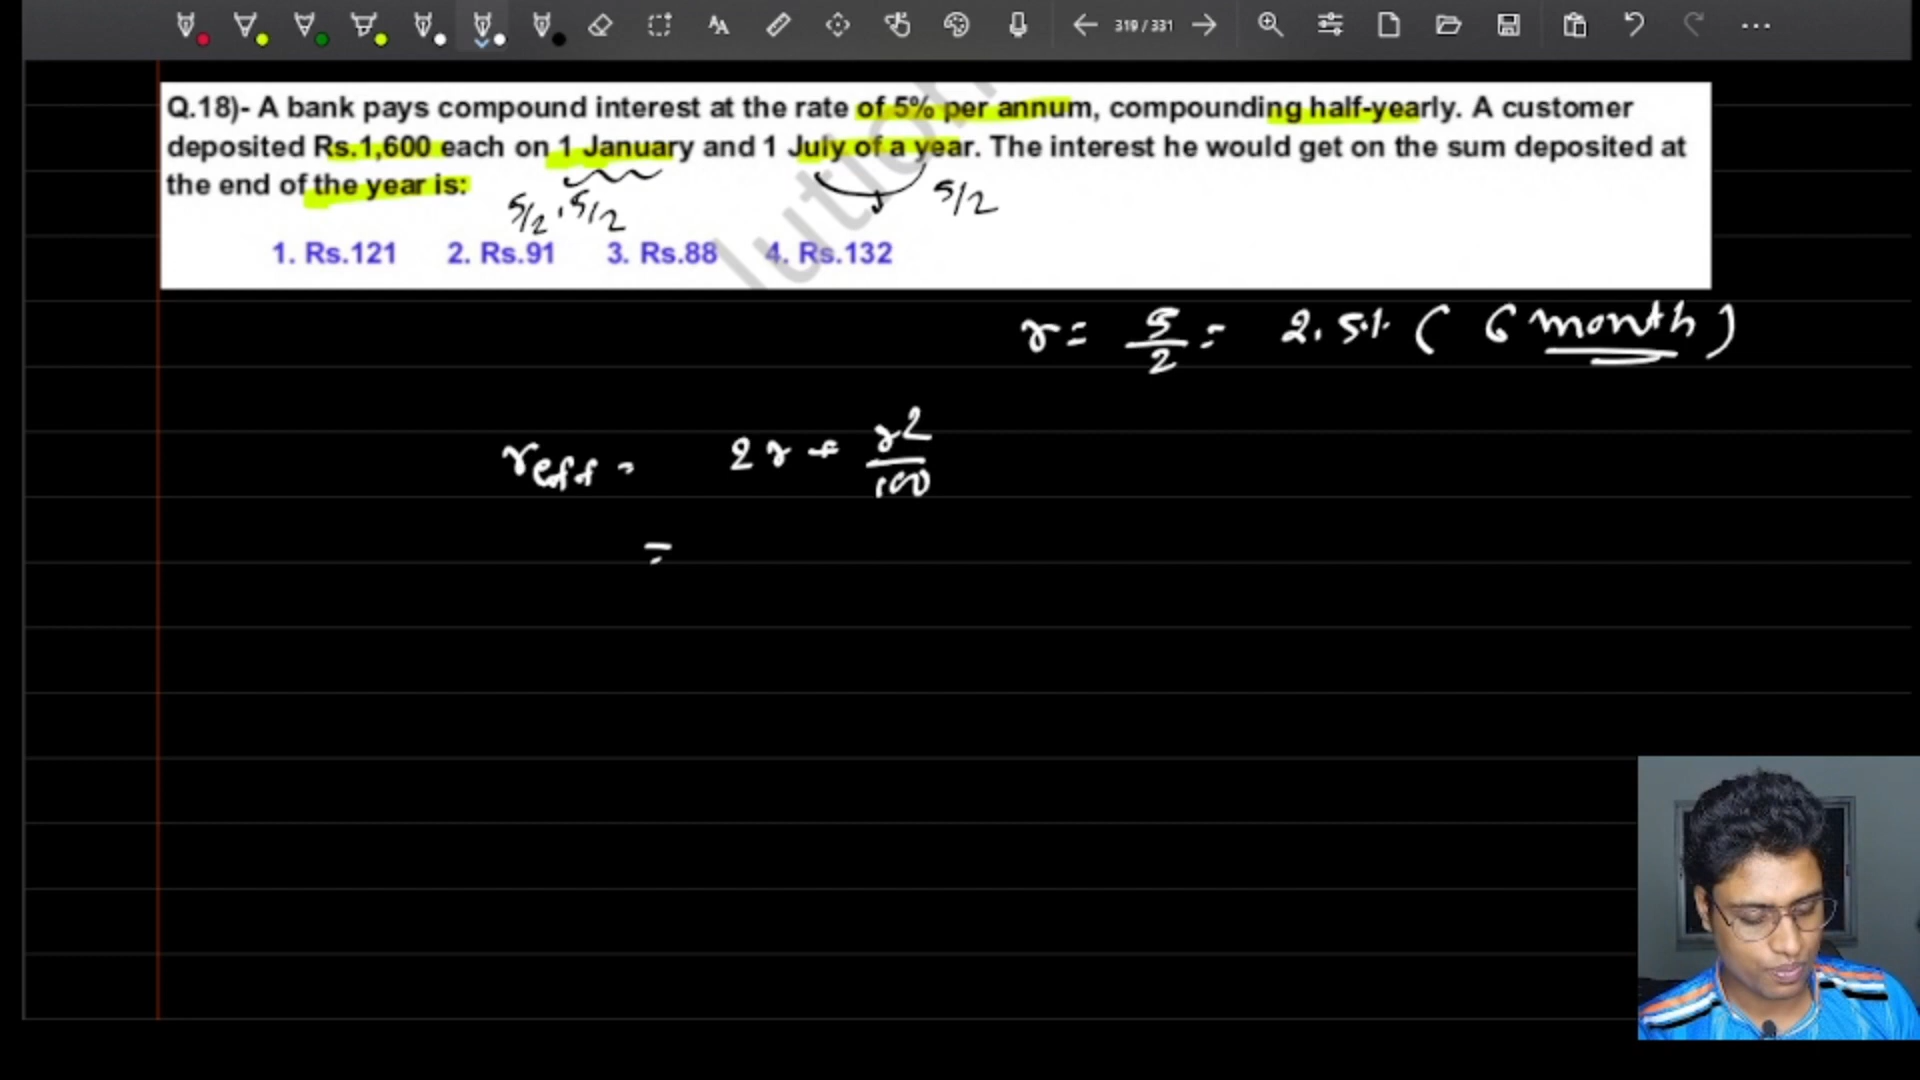 319 / 331
Q.18)- A bank pays compound interest at the rate of 5% per annum, compounding half-yearly. A customer
deposited Rs.1,600 each on 1 January and 1 July of a year. The interest he would get on the sum deposited at
the end of the year is:
5/2, 5/2
5/2
1. Rs.121 2. Rs.91 3. Rs.88 4. Rs.132
lution
r = 5/2 = 2.5% ( 6 month )
reff = 2r + r2/100
=